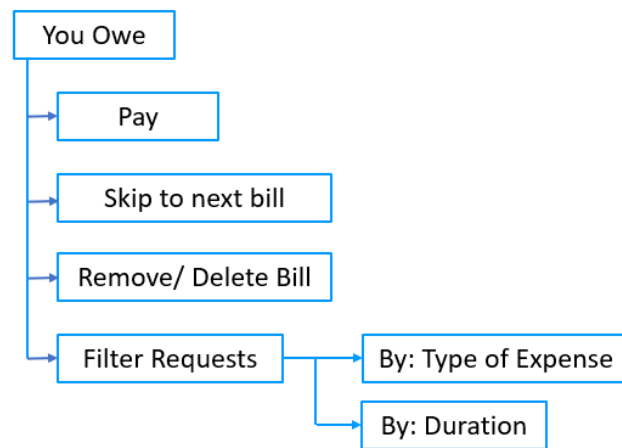 You Owe
Pay
Skip to next bill
Remove/ Delete Bill
Filter Requests
By: Type of Expense
By: Duration